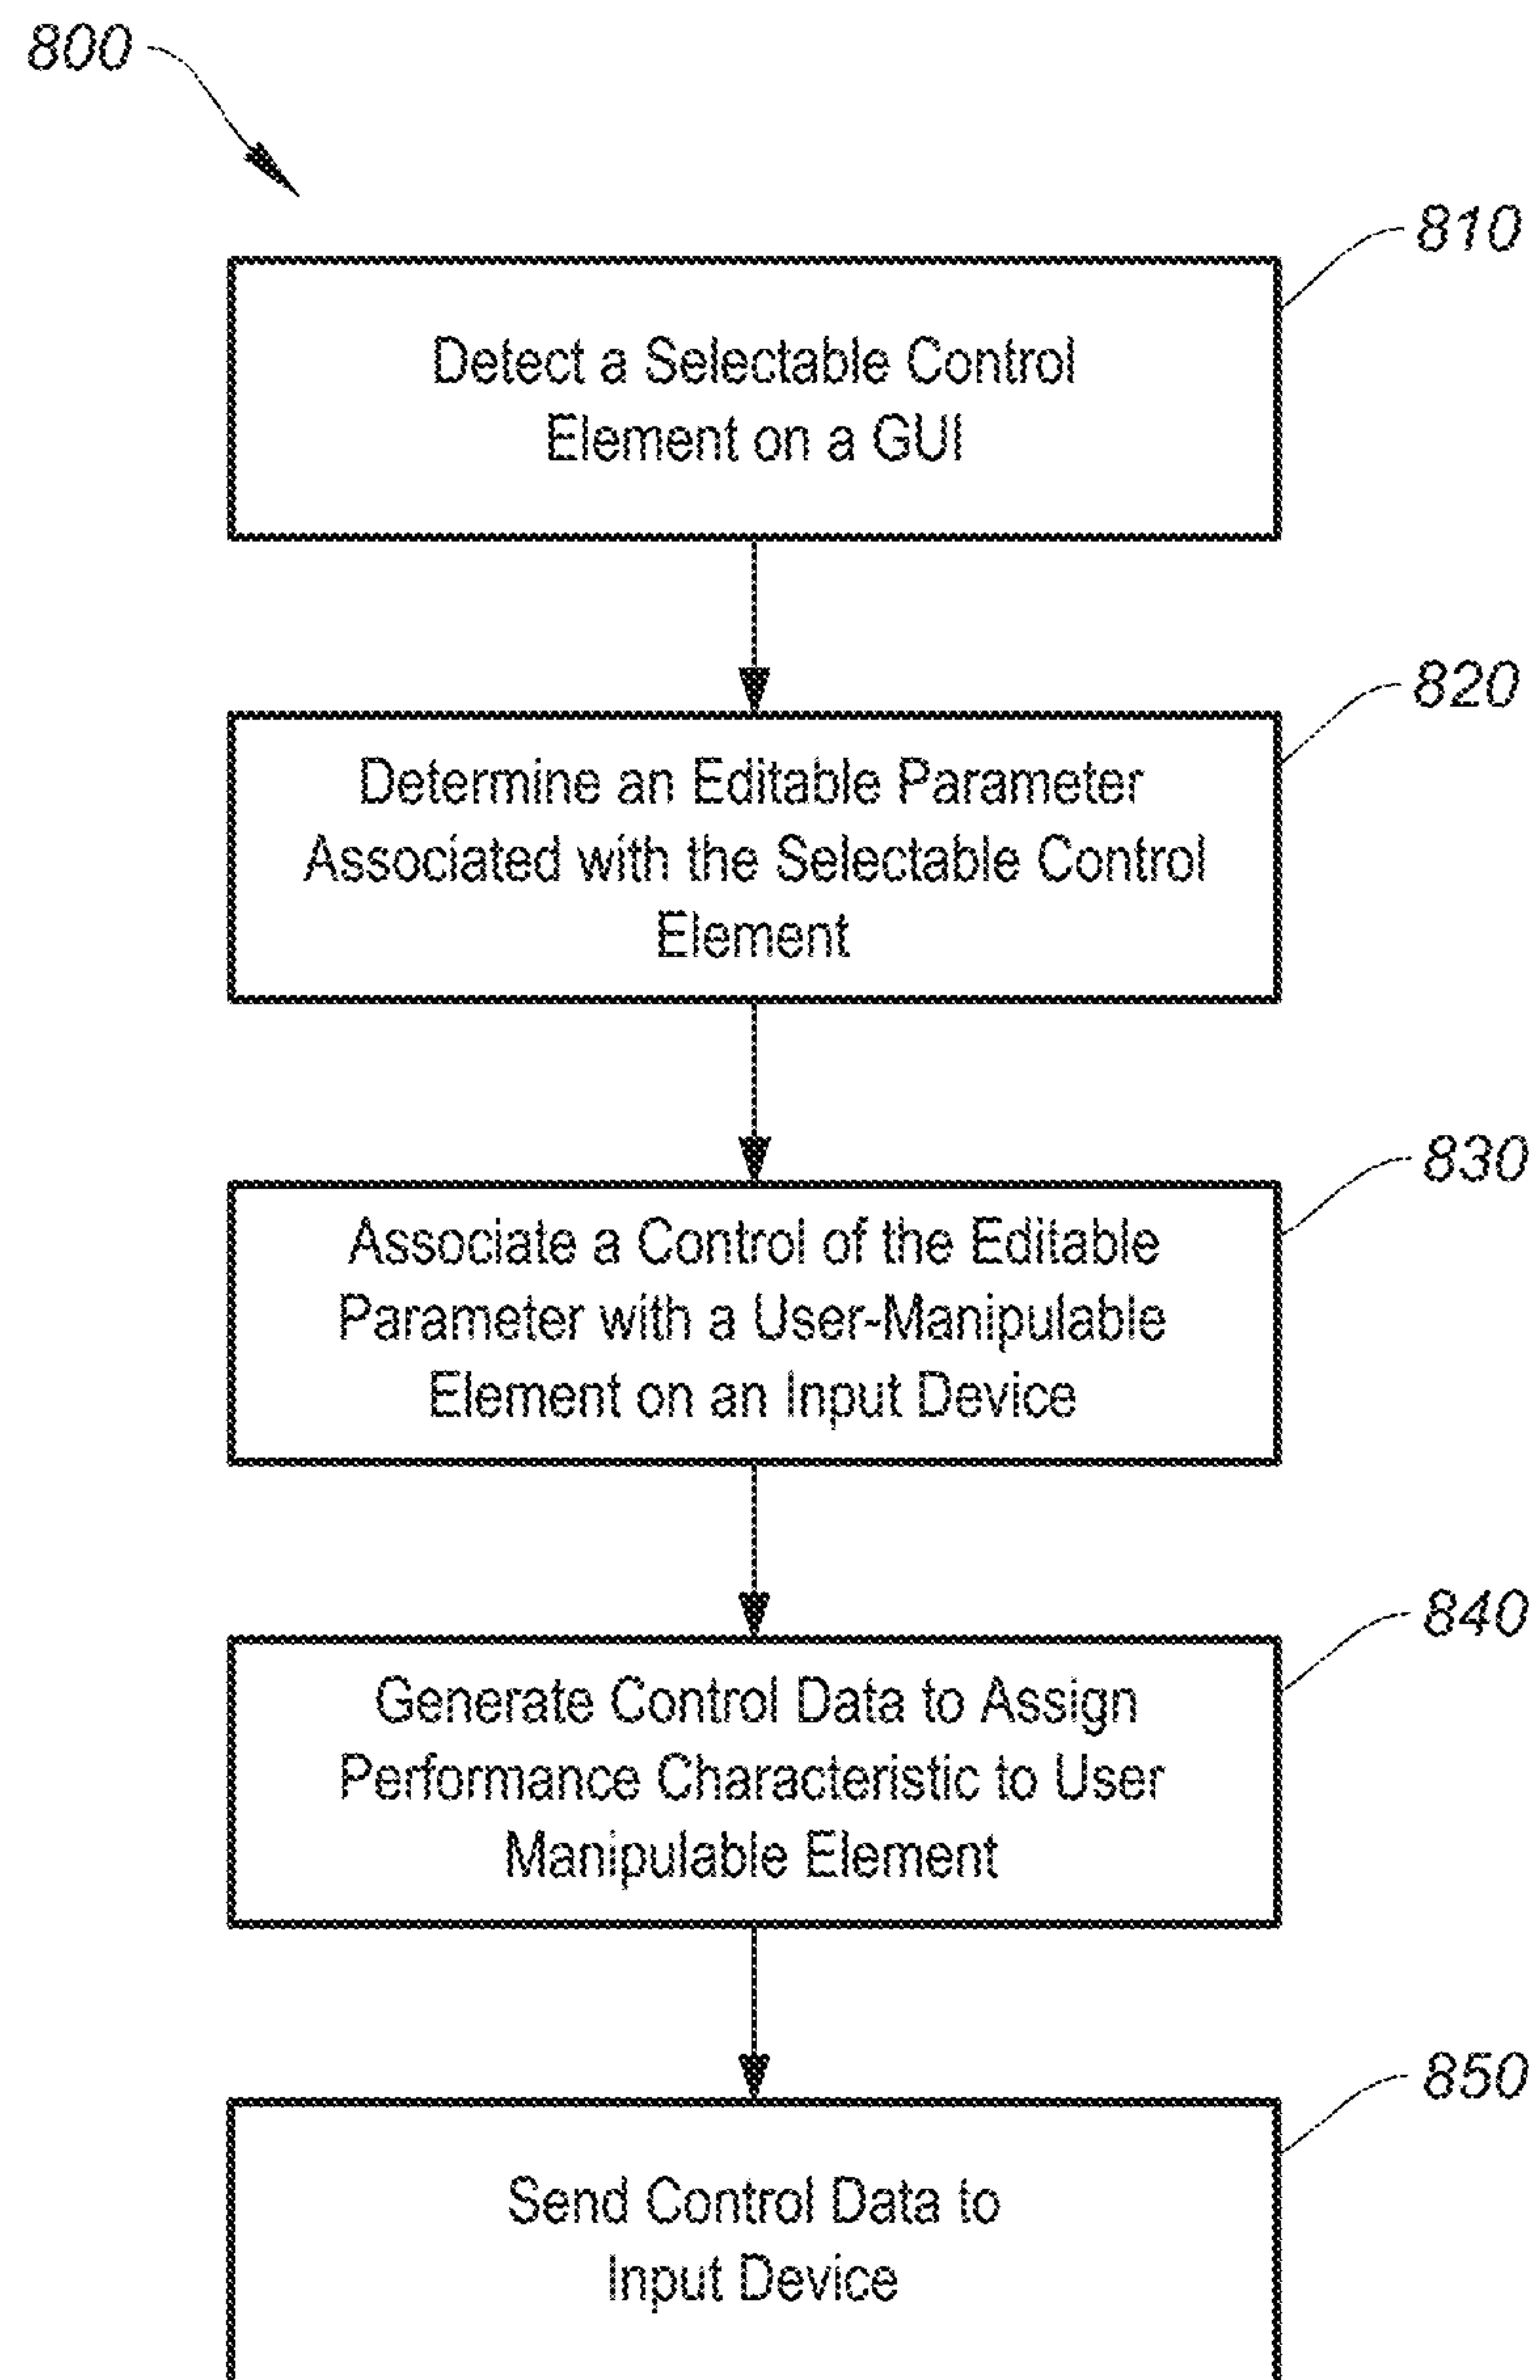 800
810
Detect a Selectable Control
Element on a GUI
820
Determine an Editable Parameter
Associated with the Selectable Control
Element
830
Associate a Control of the Editable
Parameter with a User-Manipulable
Element on an Input Device
840
Generate Control Data to Assign
Performance Characteristic to User
Manipulable Element
850
Send Control Data to
Input Device